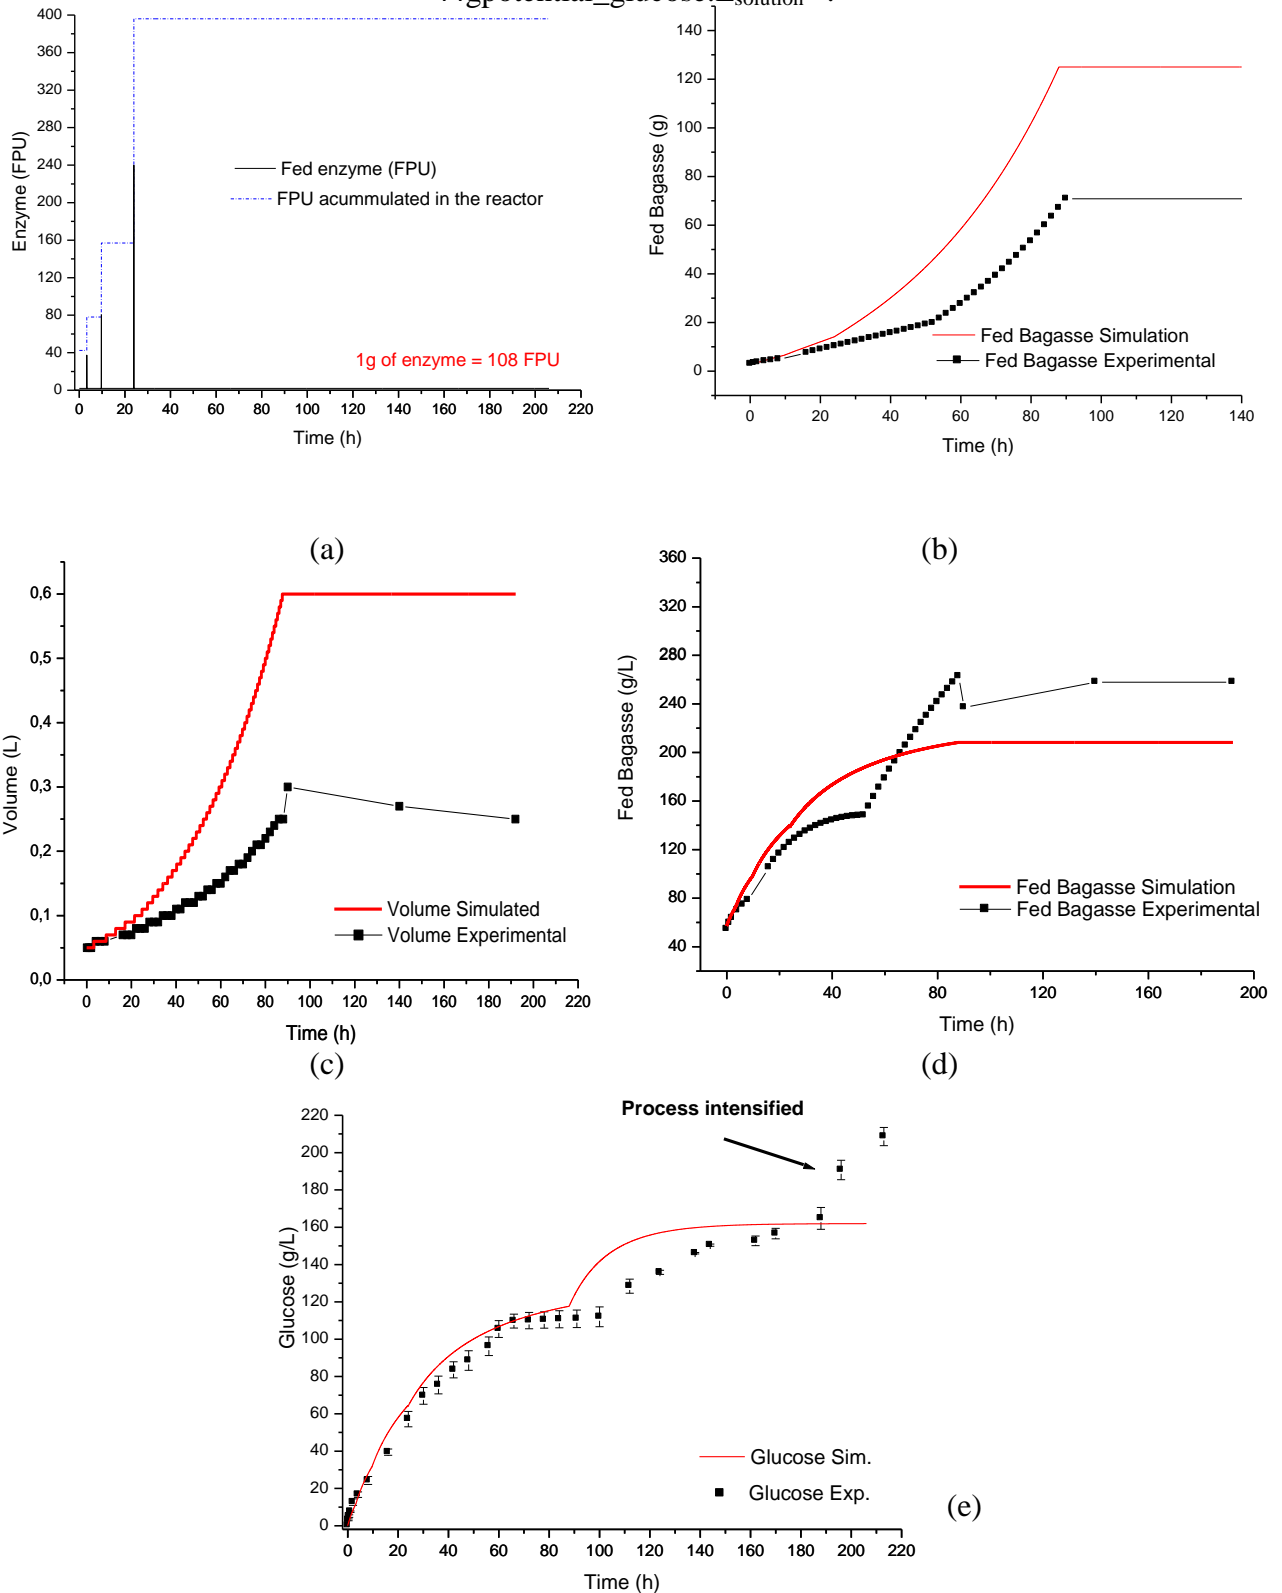 400
360
320
280
240
200
160
120
80
40
0
Enzyme (FPU)
Fed enzyme (FPU)
FPU acummulated in the reactor
1g of enzyme = 108 FPU
0 20 40 60 80 100 120 140 160 180 200 220
Time (h)
(a)
140
120
100
80
60
40
20
0
Fed Bagasse (g)
Fed Bagasse Simulation
Fed Bagasse Experimental
0 20 40 60 80 100 120 140
Time (h)
(b)
0,6
0,5
0,4
0,3
0,2
0,1
0,0
Volume (L)
Volume Simulated
Volume Experimental
0 20 40 60 80 100 120 140 160 180 200 220
Time (h)
(c)
360
320
280
240
200
160
120
80
40
Fed Bagasse (g/L)
Fed Bagasse Simulation
Fed Bagasse Experimental
0 40 80 120 160 200
Time (h)
(d)
Process intensified
220
200
180
160
140
120
100
80
60
40
20
0
Glucose (g/L)
Glucose Sim.
Glucose Exp.
(e)
0 20 40 60 80 100 120 140 160 180 200 220
Time (h)